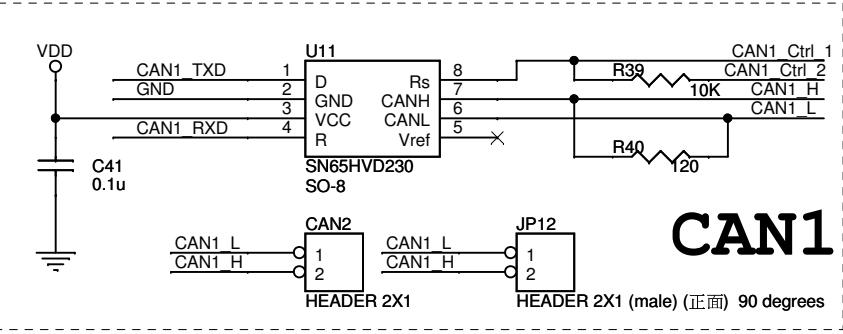 VDD
U11
CAN1_TXD 1 D Rs 8 CAN1_Ctrl_1
R39 10K CAN1_Ctrl_2
GND 2 GND CANH 7 CAN1_H
3 VCC CANL 6 CAN1_L
CAN1_RXD 4 R Vref 5
R40 120
C41
0.1u
SN65HVD230
SO-8
CAN1
CAN2
CAN1_L 1
CAN1_H 2
HEADER 2X1
JP12
CAN1_L 1
CAN1_H 2
HEADER 2X1 (male) (正面) 90 degrees